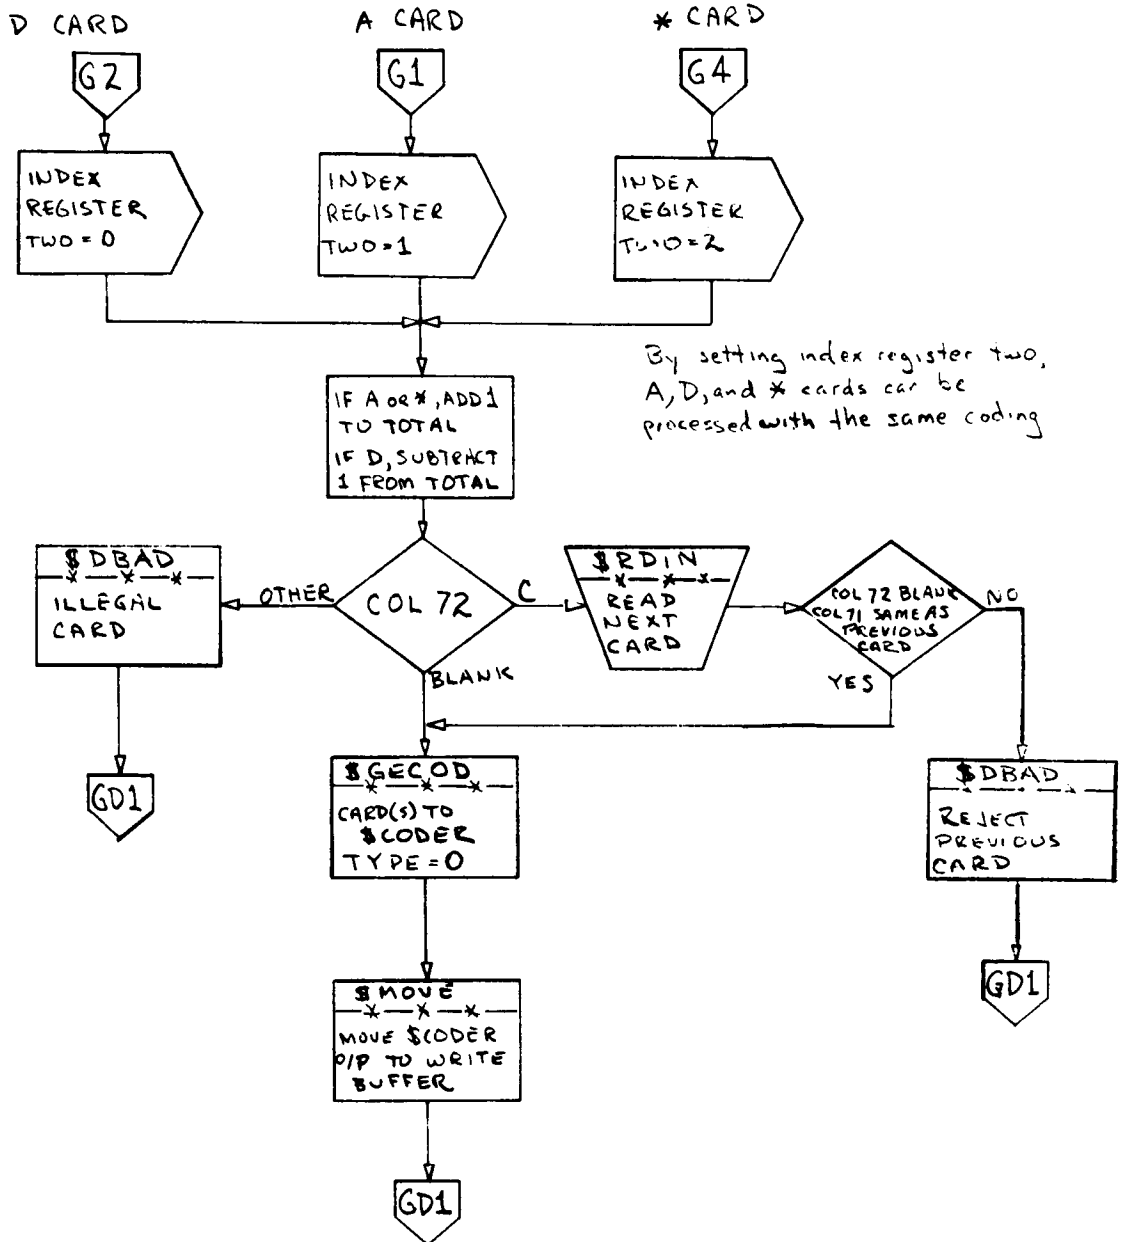 D CARD
A CARD
* CARD
G2
G1
G4
INDEX
REGISTER
TWO = 0
INDEX
REGISTER
TWO = 1
INDEX
REGISTER
TWO = 2
By setting index register two,
A, D, and * cards can be
processed with the same coding
IF A OR *, ADD 1
TO TOTAL
IF D, SUBTRACT
1 FROM TOTAL
$DBAD
ILLEGAL
CARD
OTHER
COL 72
C
BLANK
$RDIN
READ
NEXT
CARD
COL 72 BLANK
COL 71 SAME AS
PREVIOUS
CARD
NO
YES
GD1
$GECOD
CARD(S) TO
$CODER
TYPE = 0
$DBAD
REJECT
PREVIOUS
CARD
$MOVE
MOVE $CODER
O/P TO WRITE
BUFFER
GD1
GD1